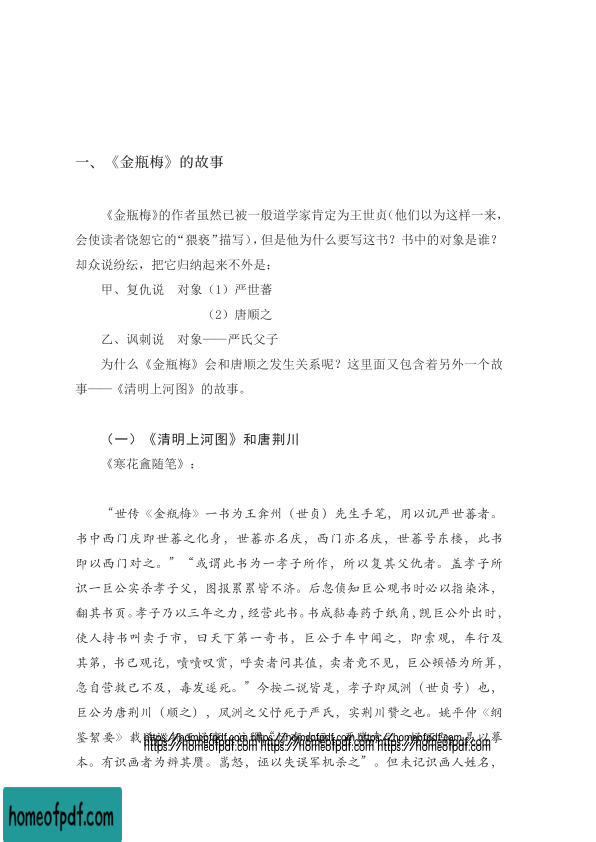 一、《金瓶梅》的故事
《金瓶梅》的作者虽然已被一般道学家肯定为王世贞(他们以为这样一来,
会使读者饶恕它的“猥亵”描写),但是他为什么要写这书?书中的对象是谁?
却众说纷纭,把它归纳起来不外是:
甲、复仇说 对象(1)严世蕃
(2)唐顺之
乙、讽刺说 对象——严氏父子
为什么《金瓶梅》会和唐顺之发生关系呢?这里面又包含着另外一个故
事——《清明上河图》的故事。
(一)《清明上河图》和唐荆川
《寒花盦随笔》:
“世传《金瓶梅》一书为王弇州(世贞)先生手笔,用以讥严世蕃者。
书中西门庆即世蕃之化身,世蕃亦名庆,西门亦名庆,世蕃号东楼,此书
即以西门对之。”“或谓此书为一孝子所作,所以复其父仇者。盖孝子所
识一巨公实杀孝子父,图报累累皆不济。后忽侦知巨公观书时必以指染沫,
翻其书页。孝子乃以三年之力,经营此书。书成黏毒药于纸角,觊巨公外出时,
使人持书叫卖于市,曰天下第一奇书,巨公于车中闻之,即索观,车行及
其第,书已观讫,啧啧叹赏,呼卖者问其值,卖者竟不见,巨公顿悟为所算,
急自营救已不及,毒发遂死。”今按二说皆是,孝子即凤洲(世贞号)也,
巨公为唐荆川(顺之),凤洲之父忬死于严氏,实荆川赞之也。姚平仲《纲
鉴絜要》载
易以摹
https://homeofpdf.com https://homeofpdf.com https://homeofpdf.com
https://homeofpdf.com https://homeofpdf.com https://homeofpdf.com
本。有识画者为辨其赝。嵩怒,诬以失误军机杀之”。但未记识画人姓名,
homeofpdf.com